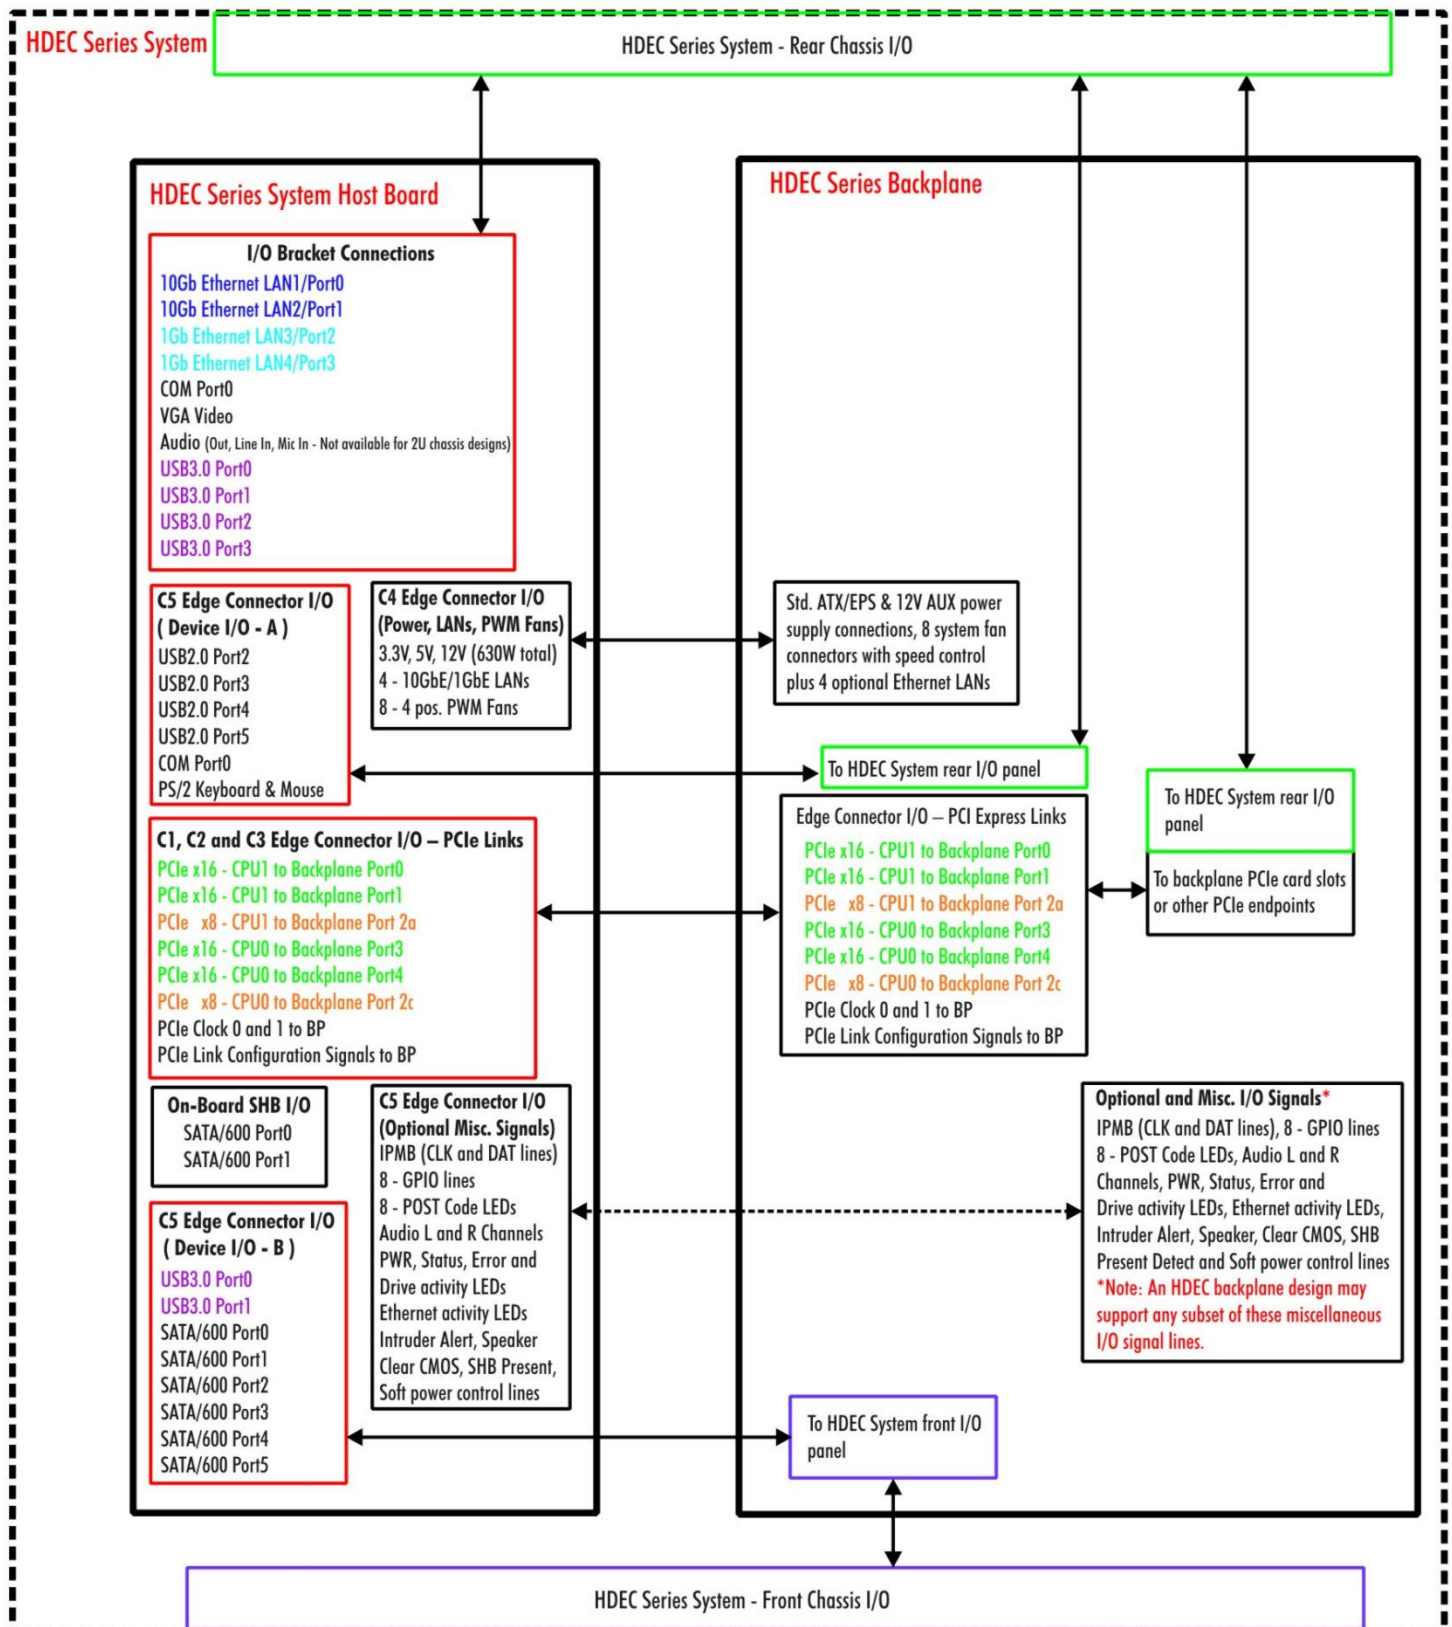 HDEC Series System
HDEC Series System - Rear Chassis I/O
HDEC Series System Host Board
I/O Bracket Connections
10Gb Ethernet LAN1/Port0
10Gb Ethernet LAN2/Port1
1Gb Ethernet LAN3/Port2
1Gb Ethernet LAN4/Port3
COM Port0
VGA Video
Audio (Out, Line In, Mic In - Not available for 2U chassis designs)
USB3.0 Port0
USB3.0 Port1
USB3.0 Port2
USB3.0 Port3
C5 Edge Connector I/O
( Device I/O - A )
USB2.0 Port2
USB2.0 Port3
USB2.0 Port4
USB2.0 Port5
COM Port0
PS/2 Keyboard & Mouse
C4 Edge Connector I/O
(Power, LANs, PWM Fans)
3.3V, 5V, 12V (630W total)
4 - 10GbE/1GbE LANs
8 - 4 pos. PWM Fans
C1, C2 and C3 Edge Connector I/O – PCIe Links
PCIe x16 - CPU1 to Backplane Port0
PCIe x16 - CPU1 to Backplane Port1
PCIe x8 - CPU1 to Backplane Port 2a
PCIe x16 - CPU0 to Backplane Port3
PCIe x16 - CPU0 to Backplane Port4
PCIe x8 - CPU0 to Backplane Port 2c
PCIe Clock 0 and 1 to BP
PCIe Link Configuration Signals to BP
On-Board SHB I/O
SATA/600 Port0
SATA/600 Port1
C5 Edge Connector I/O
(Optional Misc. Signals)
IPMB (CLK and DAT lines)
8 - GPIO lines
8 - POST Code LEDs
Audio L and R Channels
PWR, Status, Error and
Drive activity LEDs
Ethernet activity LEDs
Intruder Alert, Speaker
Clear CMOS, SHB Present,
Soft power control lines
C5 Edge Connector I/O
( Device I/O - B )
USB3.0 Port0
USB3.0 Port1
SATA/600 Port0
SATA/600 Port1
SATA/600 Port2
SATA/600 Port3
SATA/600 Port4
SATA/600 Port5
HDEC Series Backplane
Std. ATX/EPS & 12V AUX power
supply connections, 8 system fan
connectors with speed control
plus 4 optional Ethernet LANs
To HDEC System rear I/O panel
Edge Connector I/O – PCI Express Links
PCIe x16 - CPU1 to Backplane Port0
PCIe x16 - CPU1 to Backplane Port1
PCIe x8 - CPU1 to Backplane Port 2a
PCIe x16 - CPU0 to Backplane Port3
PCIe x16 - CPU0 to Backplane Port4
PCIe x8 - CPU0 to Backplane Port 2c
PCIe Clock 0 and 1 to BP
PCIe Link Configuration Signals to BP
To HDEC System rear I/O
panel
To backplane PCIe card slots
or other PCIe endpoints
Optional and Misc. I/O Signals*
IPMB (CLK and DAT lines), 8 - GPIO lines
8 - POST Code LEDs, Audio L and R
Channels, PWR, Status, Error and
Drive activity LEDs, Ethernet activity LEDs,
Intruder Alert, Speaker, Clear CMOS, SHB
Present Detect and Soft power control lines
*Note: An HDEC backplane design may
support any subset of these miscellaneous
I/O signal lines.
To HDEC System front I/O
panel
HDEC Series System - Front Chassis I/O